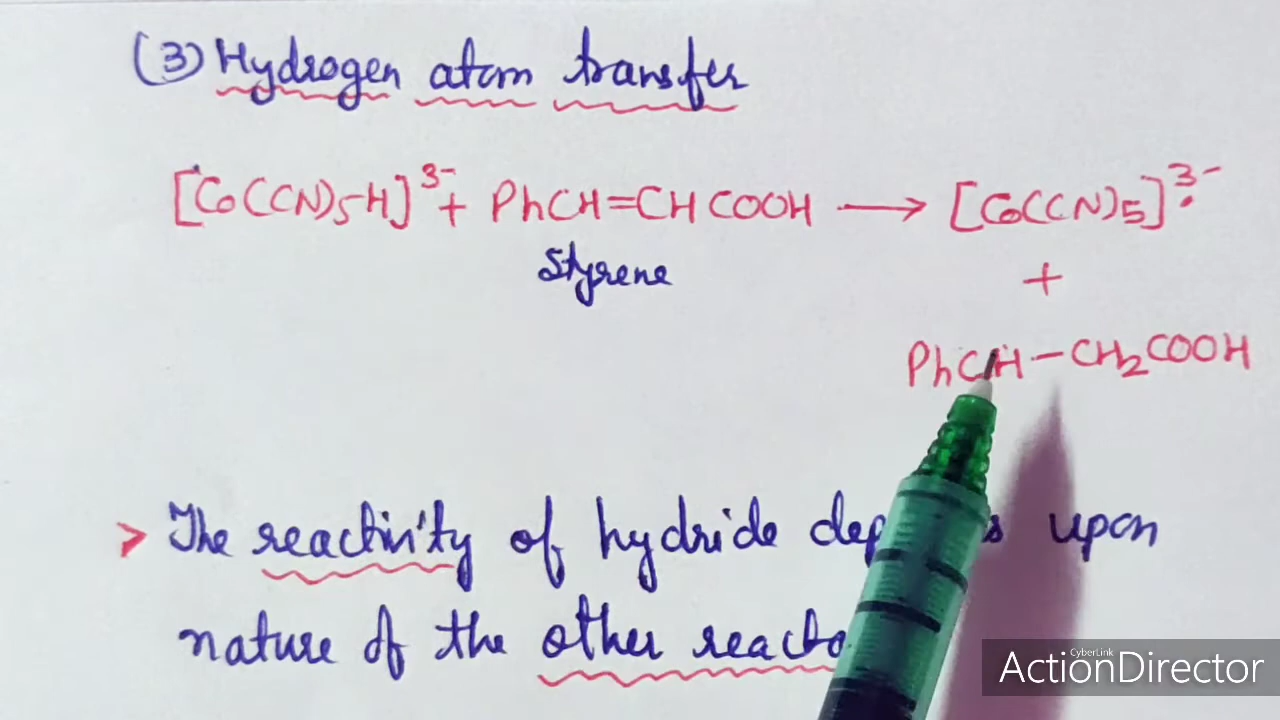 (3) Hydrogen atom transfer
[Co(CN)5-H]3- + PhCH=CHCOOH → [Co(CN)5]3-•
Styrene
+
PhCH-CH2COOH
> The reactivity of hydride upon
nature of the other
CyberLink
ActionDirector